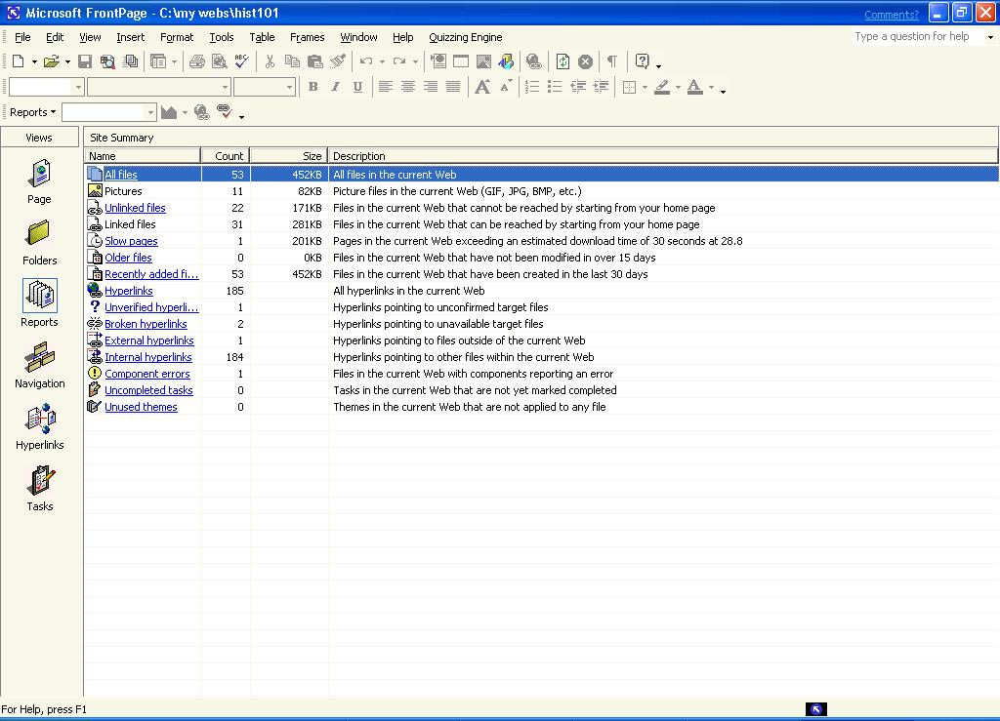 Microsoft FrontPage - C:\my webs\hist101
Comments?
File Edit View Insert Format Tools Table Frames Window Help Quizzing Engine
Type a question for help
Reports
Views
Site Summary
Name Count Size Description
All files 53 452KB All files in the current Web
Pictures 11 82KB Picture files in the current Web (GIF, JPG, BMP, etc.)
Unlinked files 22 171KB Files in the current Web that cannot be reached by starting from your home page
Linked files 31 281KB Files in the current Web that can be reached by starting from your home page
Slow pages 1 201KB Pages in the current Web exceeding an estimated download time of 30 seconds at 28.8
Older files 0 0KB Files in the current Web that have not been modified in over 15 days
Recently added fi... 53 452KB Files in the current Web that have been created in the last 30 days
Hyperlinks 185 All hyperlinks in the current Web
Unverified hyperli... 1 Hyperlinks pointing to unconfirmed target files
Broken hyperlinks 2 Hyperlinks pointing to unavailable target files
External hyperlinks 1 Hyperlinks pointing to files outside of the current Web
Internal hyperlinks 184 Hyperlinks pointing to other files within the current Web
Component errors 1 Files in the current Web with components reporting an error
Uncompleted tasks 0 Tasks in the current Web that are not yet marked completed
Unused themes 0 Themes in the current Web that are not applied to any file
Page
Folders
Reports
Navigation
Hyperlinks
Tasks
For Help, press F1